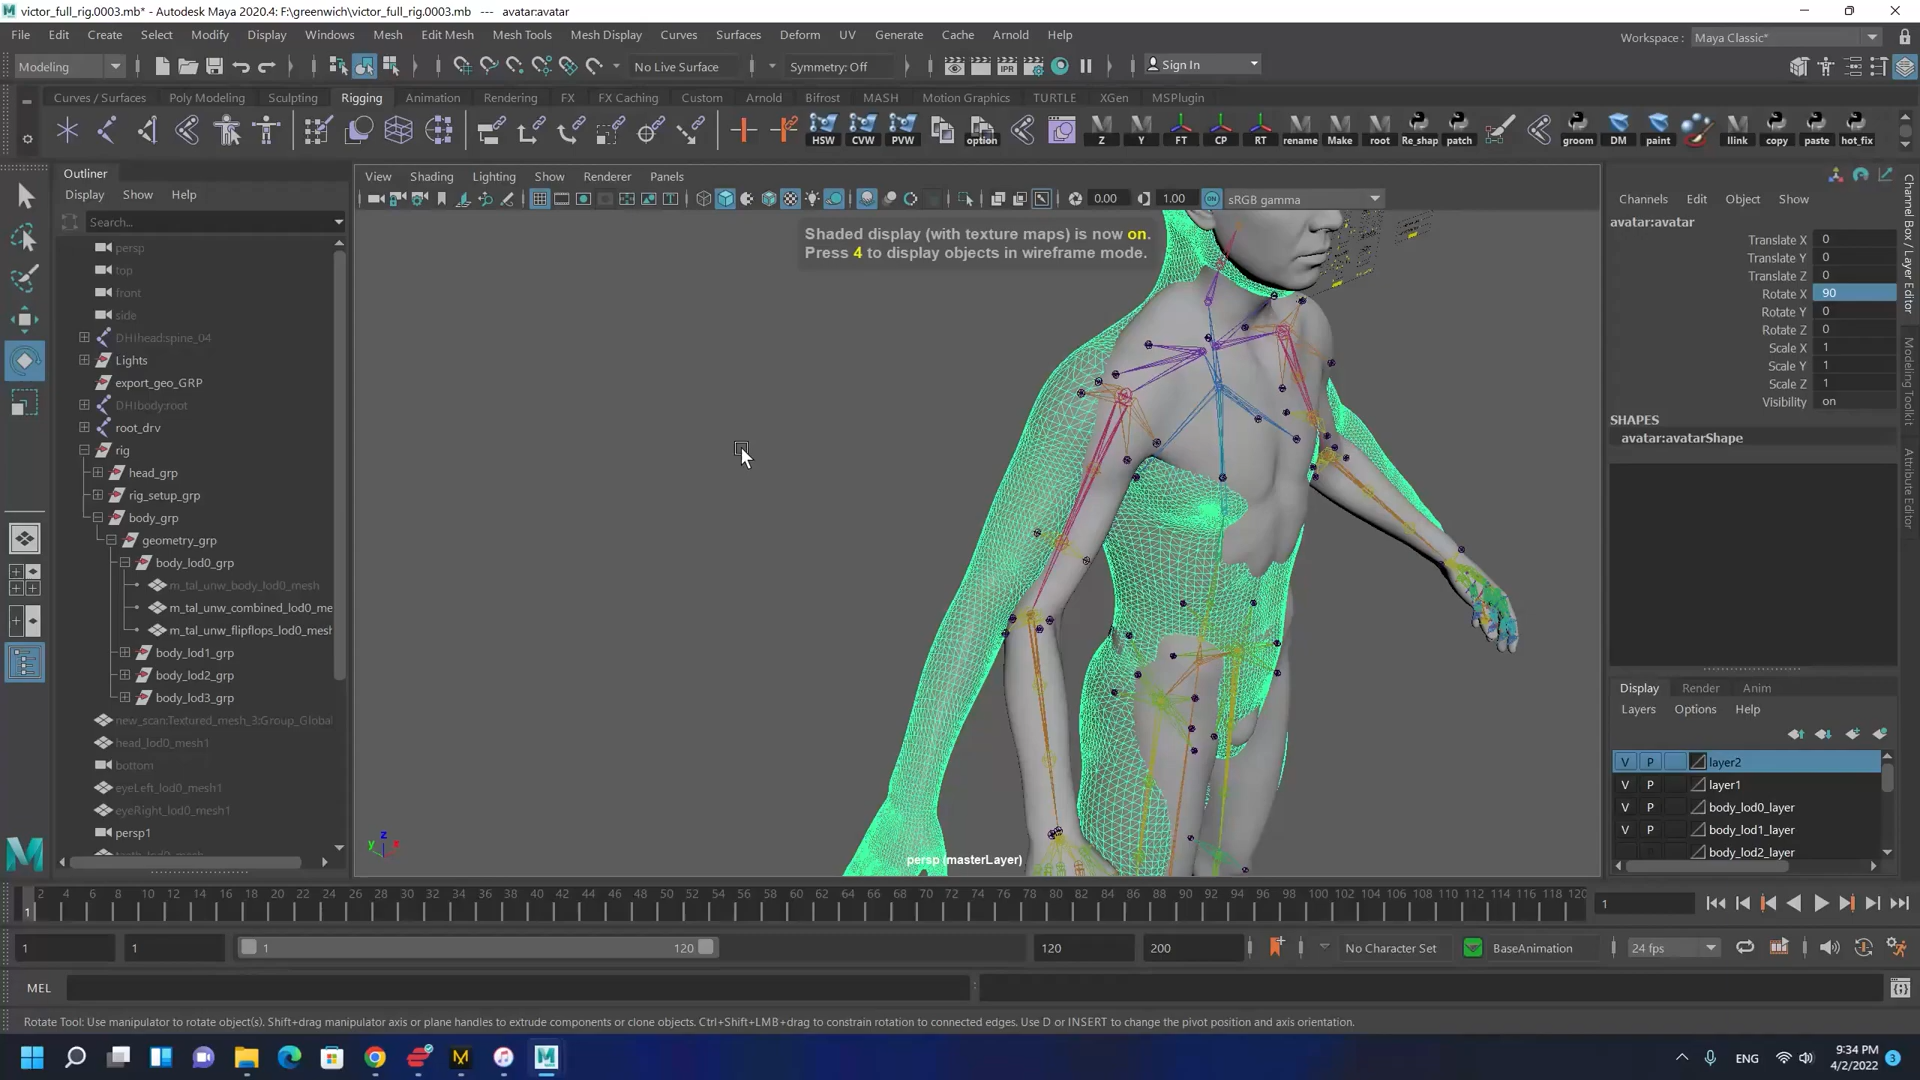 victor_full_rig.0003.mb* - Autodesk Maya 2020.4: F:\greenwich\victor_full_rig.0003.mb   ---   avatar:avatar
File Edit Create Select Modify Display Windows Mesh Edit Mesh Mesh Tools Mesh Display Curves Surfaces Deform UV Generate Cache Arnold Help
Workspace : Maya Classic*
Modeling
No Live Surface
Symmetry: Off
Sign In
Curves / Surfaces Poly Modeling Sculpting Rigging Animation Rendering FX FX Caching Custom Arnold Bifrost MASH Motion Graphics TURTLE XGen MSPlugin
HSW CVW PVW option Z Y FT CP RT rename Make root Re_shap patch groom DM paint llink copy paste hot_fix
Outliner
Display Show Help
Search...
persp
top
front
side
DHIhead:spine_04
Lights
export_geo_GRP
DHIbody:root
root_drv
rig
head_grp
rig_setup_grp
body_grp
geometry_grp
body_lod0_grp
m_tal_unw_body_lod0_mesh
m_tal_unw_combined_lod0_me
m_tal_unw_flipflops_lod0_mesh
body_lod1_grp
body_lod2_grp
body_lod3_grp
new_scan:Textured_mesh_3:Group_Global
head_lod0_mesh1
bottom
eyeLeft_lod0_mesh1
eyeRight_lod0_mesh1
persp1
View Shading Lighting Show Renderer Panels
IPR
0.00 1.00 sRGB gamma
Shaded display (with texture maps) is now on.
Press 4 to display objects in wireframe mode.
persp (masterLayer)
z
y x
Channels Edit Object Show
avatar:avatar
Translate X 0
Translate Y 0
Translate Z 0
Rotate X 90
Rotate Y 0
Rotate Z 0
Scale X 1
Scale Y 1
Scale Z 1
Visibility on
SHAPES
avatar:avatarShape
Display Render Anim
Layers Options Help
V P layer2
V P layer1
V P body_lod0_layer
V P body_lod1_layer
body_lod2_layer
Channel Box / Layer Editor
Modeling Toolkit
Attribute Editor
2 4 6 8 10 12 14 16 18 20 22 24 26 28 30 32 34 36 38 40 42 44 46 48 50 52 54 56 58 60 62 64 66 68 70 72 74 76 78 80 82 84 86 88 90 92 94 96 98 100 102 104 106 108 110 112 114 116 118 120
1
1
1 1 1 120 120 200 No Character Set BaseAnimation 24 fps
MEL
Rotate Tool: Use manipulator to rotate object(s). Shift+drag manipulator axis or plane handles to extrude components or clone objects. Ctrl+Shift+LMB+drag to constrain rotation to connected edges. Use D or INSERT to change the pivot position and axis orientation.
ENG
9:34 PM
4/2/2022
3